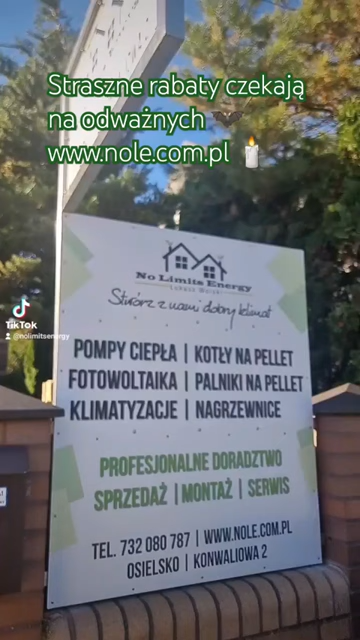 Straszne rabaty czekają
na odważnych 🦇
www.nole.com.pl 🕯️
No Limits Energy
Stwórz z nami dobry klimat
POMPY CIEPŁA | KOTŁY NA PELLET
FOTOWOLTAIKA | PALNIKI NA PELLET
KLIMATYZACJE | NAGRZEWNICE
PROFESJONALNE DORADZTWO
SPRZEDAŻ | MONTAŻ | SERWIS
TEL. 732 080 787 | WWW.NOLE.COM.PL
OSIELSKO | KONWALIOWA 2
TikTok
@nolimitsenergy